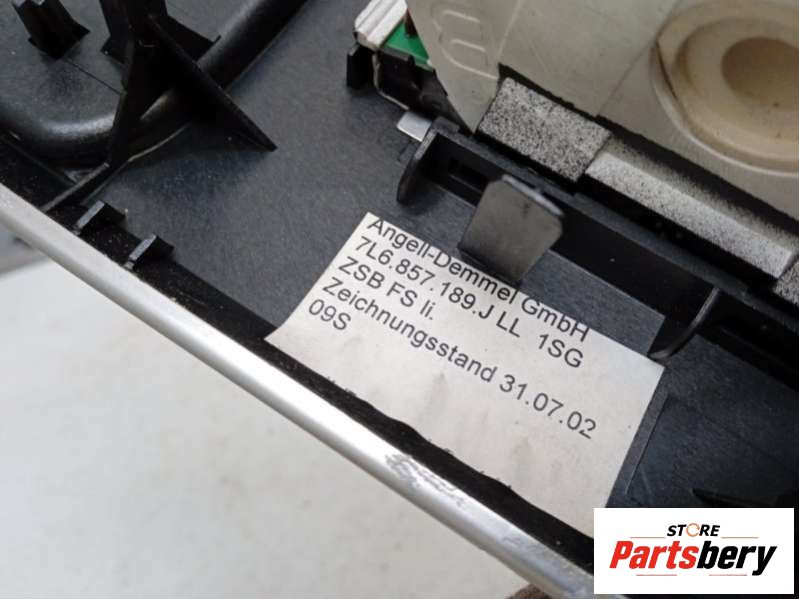 Angell-Demmel GmbH
7L6.857.189.J LL 1SG
ZSB FS li.
Zeichnungsstand 31.07.02
09S
STORE
Partsbery